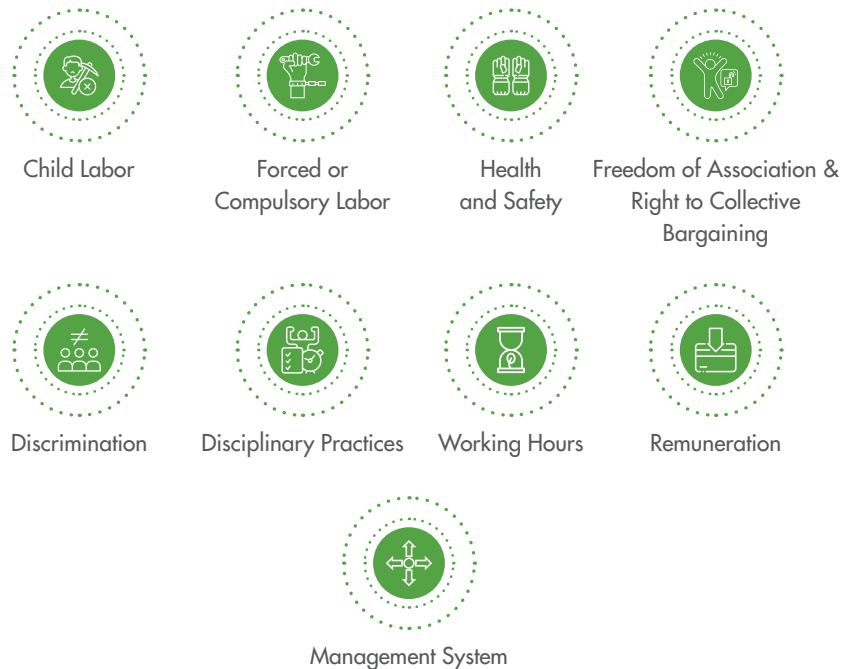 Child Labor
Forced or
Compulsory Labor
Health
and Safety
Freedom of Association &
Right to Collective
Bargaining
Discrimination
Disciplinary Practices
Working Hours
Remuneration
Management System